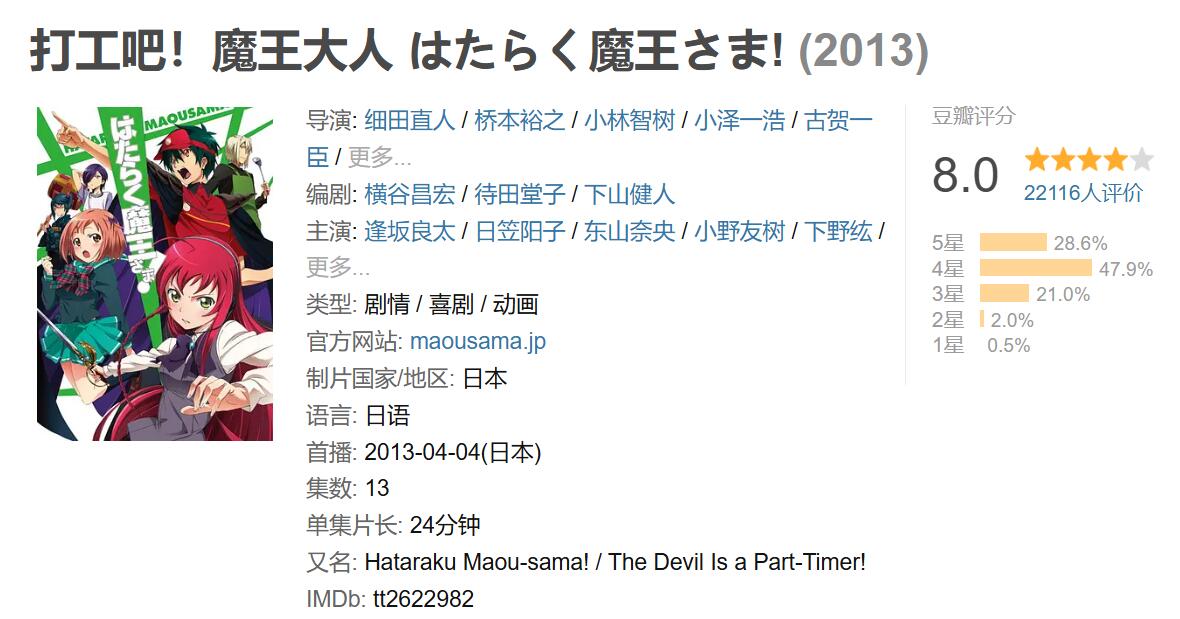 打工吧！魔王大人 はたらく魔王さま! (2013)
HATARAKU MAOUSAMA!
はたらく魔王さま!
导演: 细田直人 / 桥本裕之 / 小林智树 / 小泽一浩 / 古贺一
臣 / 更多...
编剧: 横谷昌宏 / 待田堂子 / 下山健人
主演: 逢坂良太 / 日笠阳子 / 东山奈央 / 小野友树 / 下野纮 /
更多...
类型: 剧情 / 喜剧 / 动画
官方网站: maousama.jp
制片国家/地区: 日本
语言: 日语
首播: 2013-04-04(日本)
集数: 13
单集片长: 24分钟
又名: Hataraku Maou-sama! / The Devil Is a Part-Timer!
IMDb: tt2622982
豆瓣评分
8.0
22116人评价
5星 28.6%
4星 47.9%
3星 21.0%
2星 2.0%
1星 0.5%